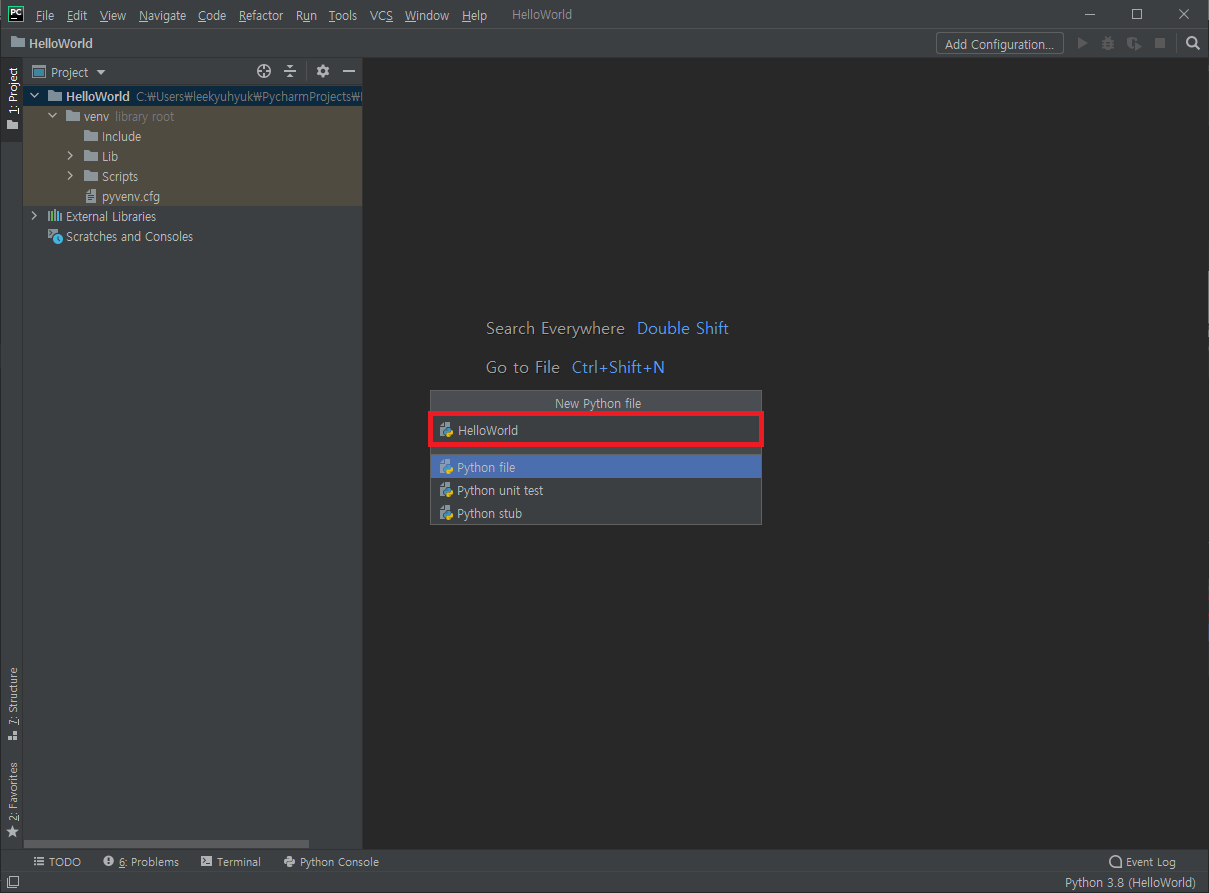 PC File Edit View Navigate Code Refactor Run Tools VCS Window Help HelloWorld
HelloWorld Add Configuration...
1: Project
Project
HelloWorld C:₩Users₩leekyuhyuk₩PycharmProjects₩
venv library root
Include
Lib
Scripts
pyvenv.cfg
External Libraries
Scratches and Consoles
Search Everywhere Double Shift
Go to File Ctrl+Shift+N
New Python file
HelloWorld
Python file
Python unit test
Python stub
7: Structure
2: Favorites
TODO 6: Problems Terminal Python Console Event Log
Python 3.8 (HelloWorld)